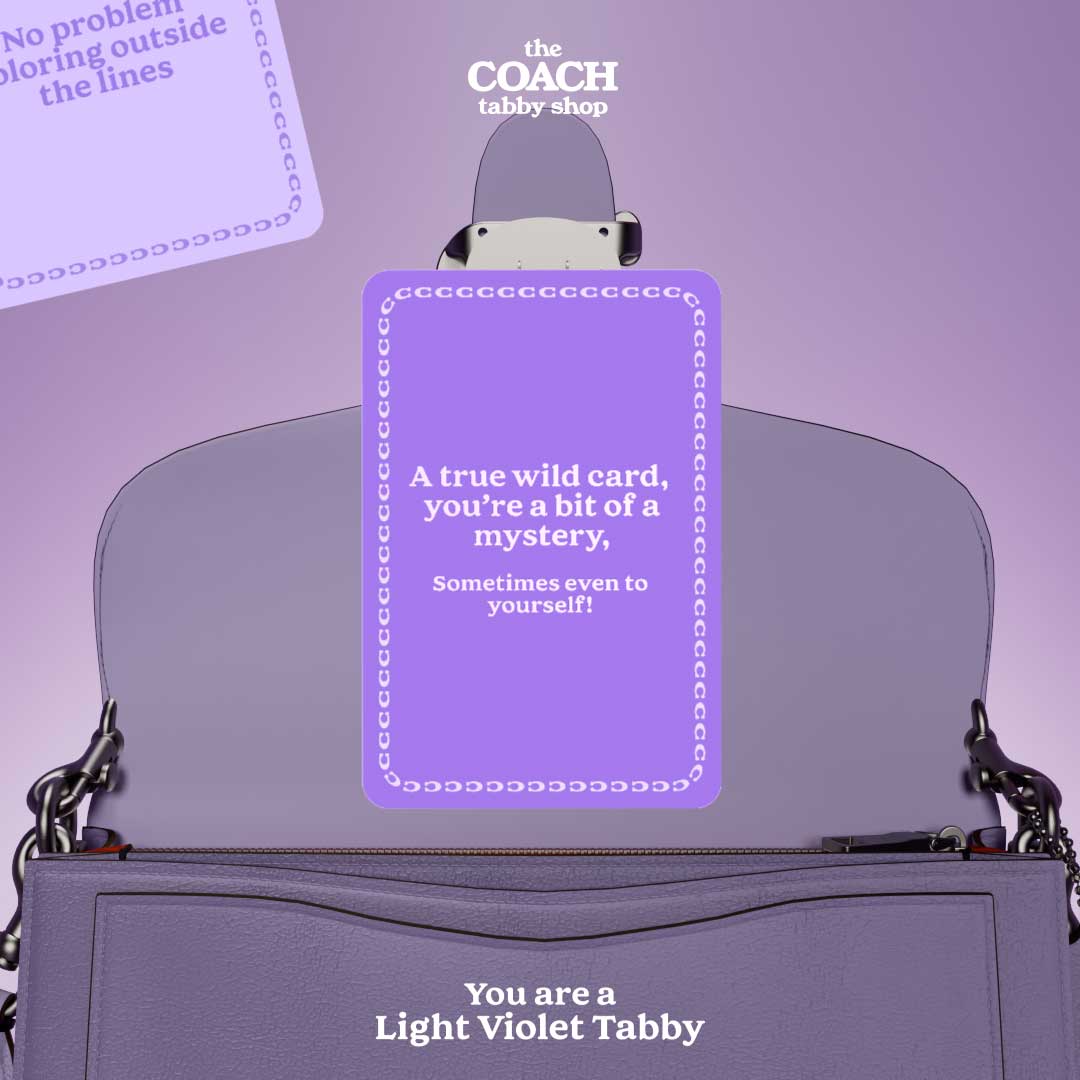 No problem
oloring outside
the lines
the
COACH
tabby shop
A true wild card,
you're a bit of a
mystery,
Sometimes even to
yourself!
You are a
Light Violet Tabby